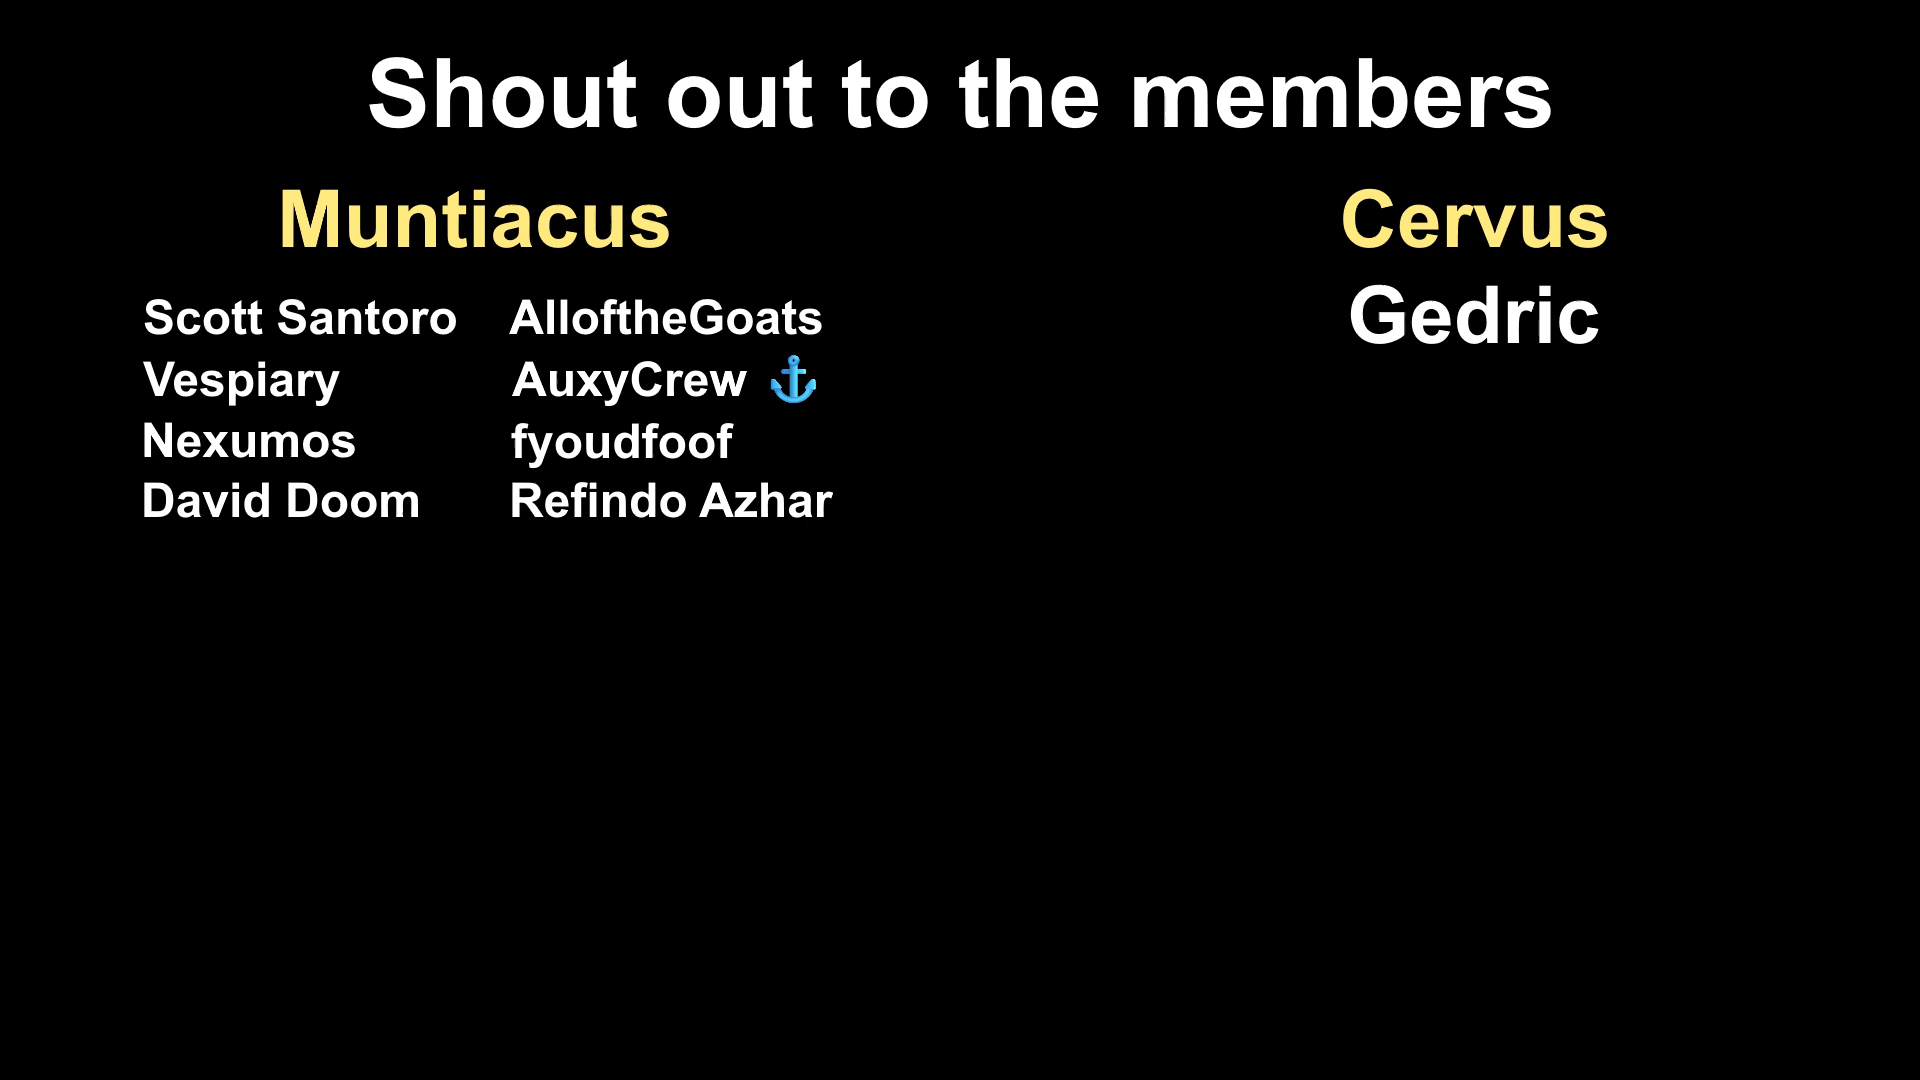 Shout out to the members
Muntiacus
Scott Santoro
Vespiary
Nexumos
David Doom
AlloftheGoats
AuxyCrew ⚓
fyoudfoof
Refindo Azhar
Cervus
Gedric